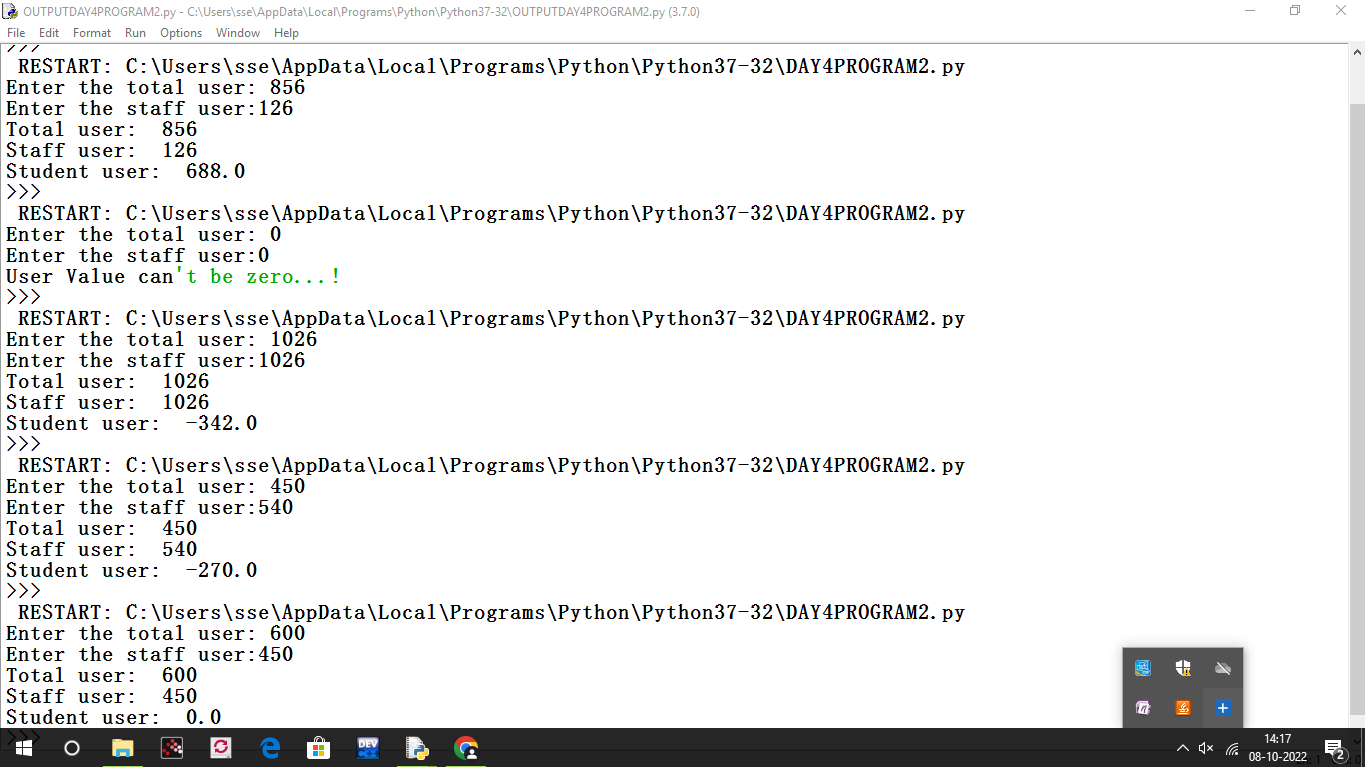 OUTPUTDAY4PROGRAM2.py - C:\Users\sse\AppData\Local\Programs\Python\Python37-32\OUTPUTDAY4PROGRAM2.py (3.7.0)
File Edit Format Run Options Window Help
>>>
RESTART: C:\Users\sse\AppData\Local\Programs\Python\Python37-32\DAY4PROGRAM2.py
Enter the total user: 856
Enter the staff user:126
Total user:  856
Staff user:  126
Student user:  688.0
>>>
RESTART: C:\Users\sse\AppData\Local\Programs\Python\Python37-32\DAY4PROGRAM2.py
Enter the total user: 0
Enter the staff user:0
User Value can't be zero...!
>>>
RESTART: C:\Users\sse\AppData\Local\Programs\Python\Python37-32\DAY4PROGRAM2.py
Enter the total user: 1026
Enter the staff user:1026
Total user:  1026
Staff user:  1026
Student user:  -342.0
>>>
RESTART: C:\Users\sse\AppData\Local\Programs\Python\Python37-32\DAY4PROGRAM2.py
Enter the total user: 450
Enter the staff user:540
Total user:  450
Staff user:  540
Student user:  -270.0
>>>
RESTART: C:\Users\sse\AppData\Local\Programs\Python\Python37-32\DAY4PROGRAM2.py
Enter the total user: 600
Enter the staff user:450
Total user:  600
Staff user:  450
Student user:  0.0
>>>
DEV
14:17
08-10-2022
2